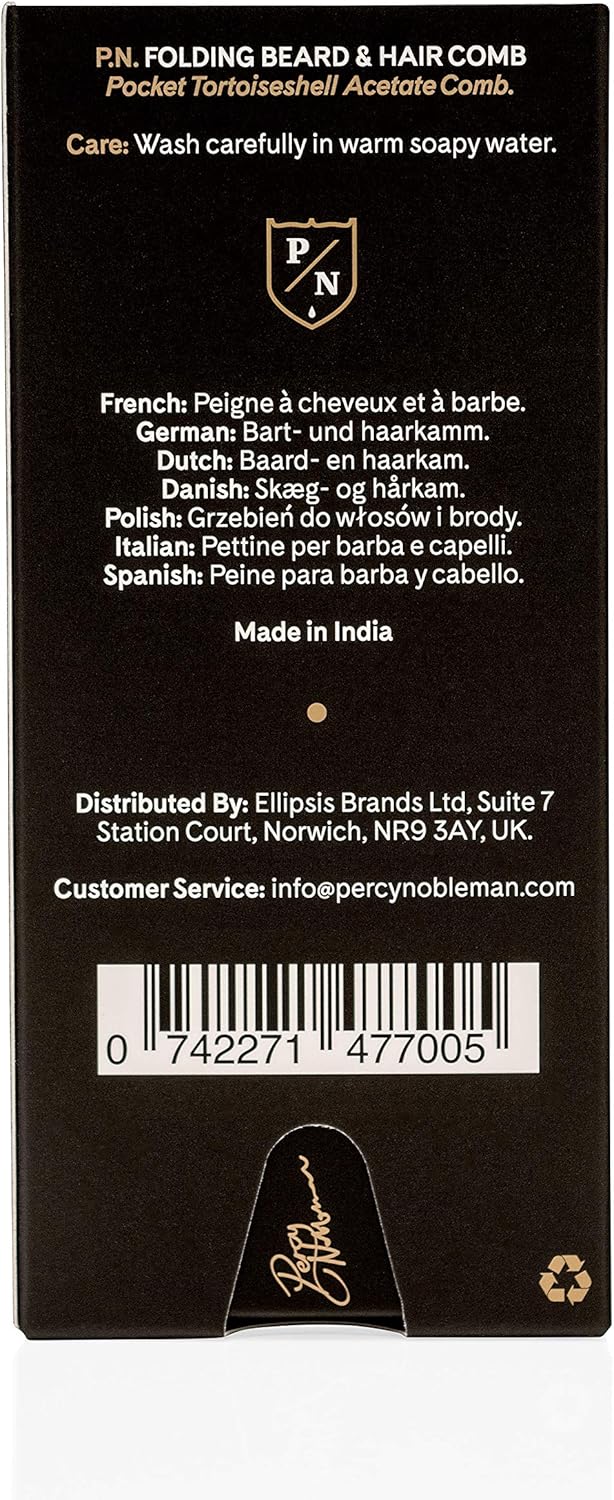 P.N. FOLDING BEARD & HAIR COMB
Pocket Tortoiseshell Acetate Comb.
Care: Wash carefully in warm soapy water.
P N
French: Peigne à cheveux et à barbe.
German: Bart- und haarkamm.
Dutch: Baard- en haarkam.
Danish: Skæg- og hårkam.
Polish: Grzebień do włosów i brody.
Italian: Pettine per barba e capelli.
Spanish: Peine para barba y cabello.
Made in India
Distributed By: Ellipsis Brands Ltd, Suite 7
Station Court, Norwich, NR9 3AY, UK.
Customer Service: info@percynobleman.com
0 742271 477005
Percy Nobleman